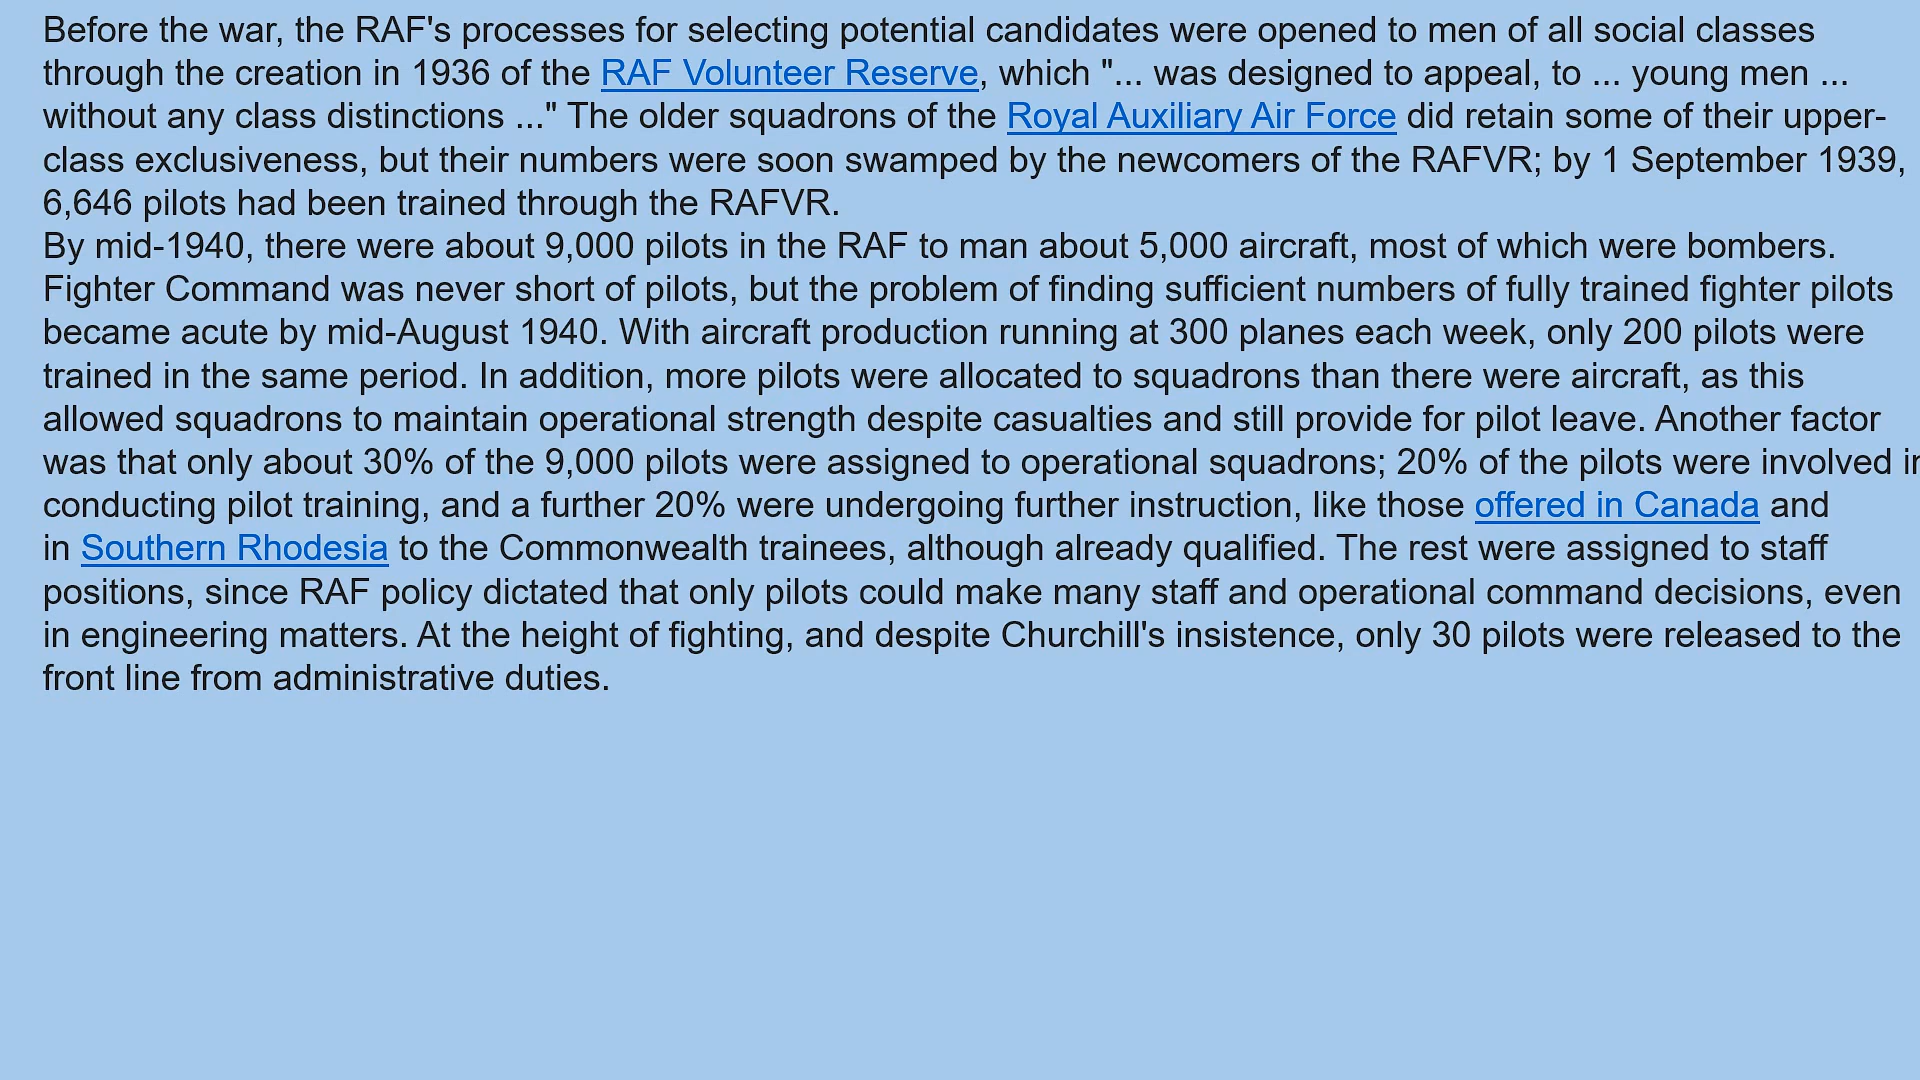 Before the war, the RAF's processes for selecting potential candidates were opened to men of all social classes
through the creation in 1936 of the RAF Volunteer Reserve, which "... was designed to appeal, to ... young men ...
without any class distinctions ..." The older squadrons of the Royal Auxiliary Air Force did retain some of their upper-
class exclusiveness, but their numbers were soon swamped by the newcomers of the RAFVR; by 1 September 1939,
6,646 pilots had been trained through the RAFVR.
By mid-1940, there were about 9,000 pilots in the RAF to man about 5,000 aircraft, most of which were bombers.
Fighter Command was never short of pilots, but the problem of finding sufficient numbers of fully trained fighter pilots
became acute by mid-August 1940. With aircraft production running at 300 planes each week, only 200 pilots were
trained in the same period. In addition, more pilots were allocated to squadrons than there were aircraft, as this
allowed squadrons to maintain operational strength despite casualties and still provide for pilot leave. Another factor
was that only about 30% of the 9,000 pilots were assigned to operational squadrons; 20% of the pilots were involved in
conducting pilot training, and a further 20% were undergoing further instruction, like those offered in Canada and
in Southern Rhodesia to the Commonwealth trainees, although already qualified. The rest were assigned to staff
positions, since RAF policy dictated that only pilots could make many staff and operational command decisions, even
in engineering matters. At the height of fighting, and despite Churchill's insistence, only 30 pilots were released to the
front line from administrative duties.